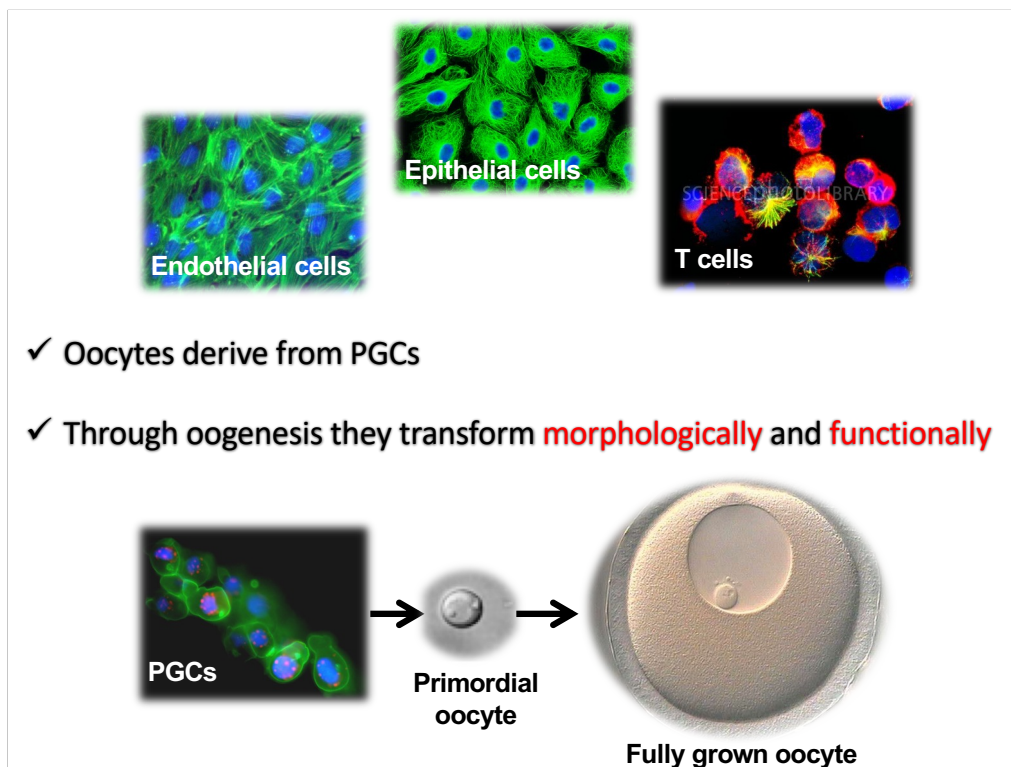 Epithelial cells
Endothelial cells
SCIENCEPHOTOLIBRARY
T cells
✓ Oocytes derive from PGCs
✓ Through oogenesis they transform morphologically and functionally
PGCs
Primordial
oocyte
Fully grown oocyte